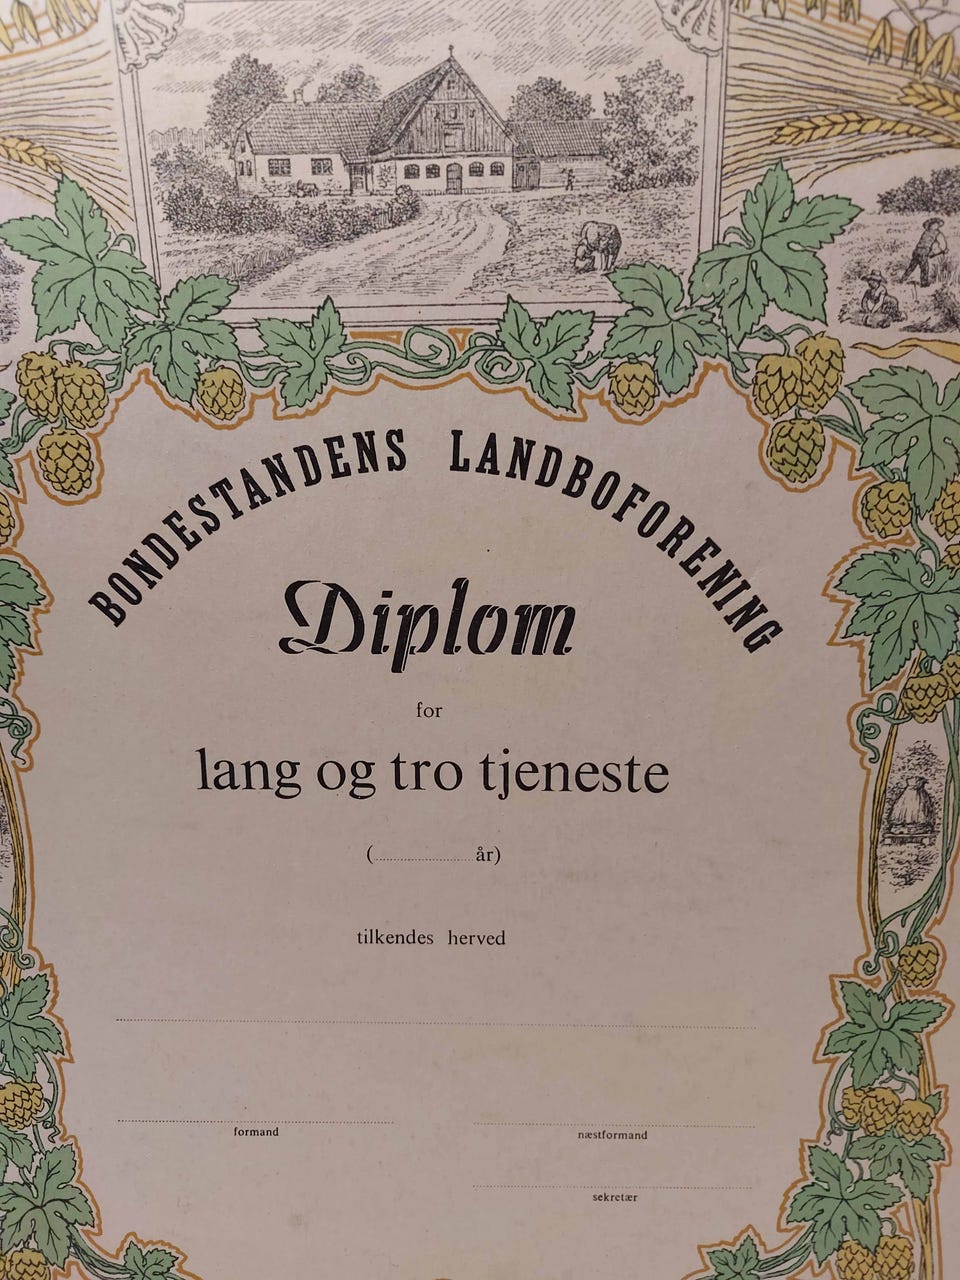 BONDESTANDENS LANDBOFORENING
Diplom
for
lang og tro tjeneste
(.......................... år)
tilkendes herved
formand
næstformand
sekretær